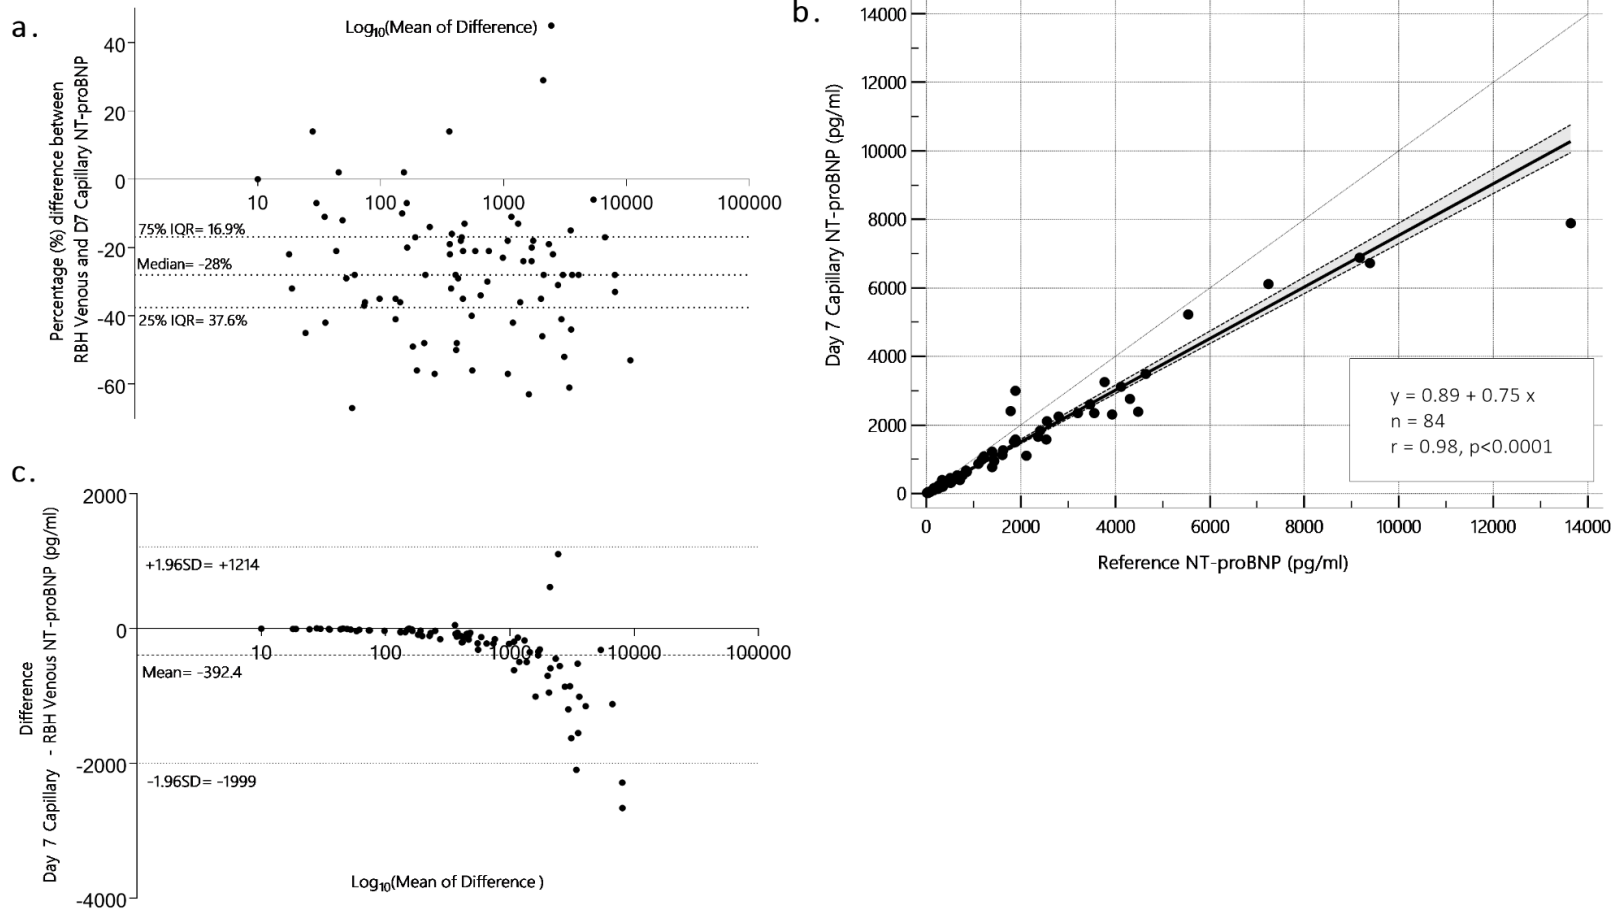 a.
Percentage (%) difference between
RBH Venous and D7 Capillary NT-proBNP
Log10(Mean of Difference)
40
20
0
-20
-40
-60
10 100 1000 10000 100000
75% IQR= 16.9%
Median= -28%
25% IQR= 37.6%
b.
Day 7 Capillary NT-proBNP (pg/ml)
14000
12000
10000
8000
6000
4000
2000
0
y = 0.89 + 0.75 x
n = 84
r = 0.98, p<0.0001
0 2000 4000 6000 8000 10000 12000 14000
Reference NT-proBNP (pg/ml)
c.
Difference
Day 7 Capillary - RBH Venous NT-proBNP (pg/ml)
2000
0
-2000
-4000
+1.96SD= +1214
10 100 1000 10000 100000
Mean= -392.4
-1.96SD= -1999
Log10(Mean of Difference )